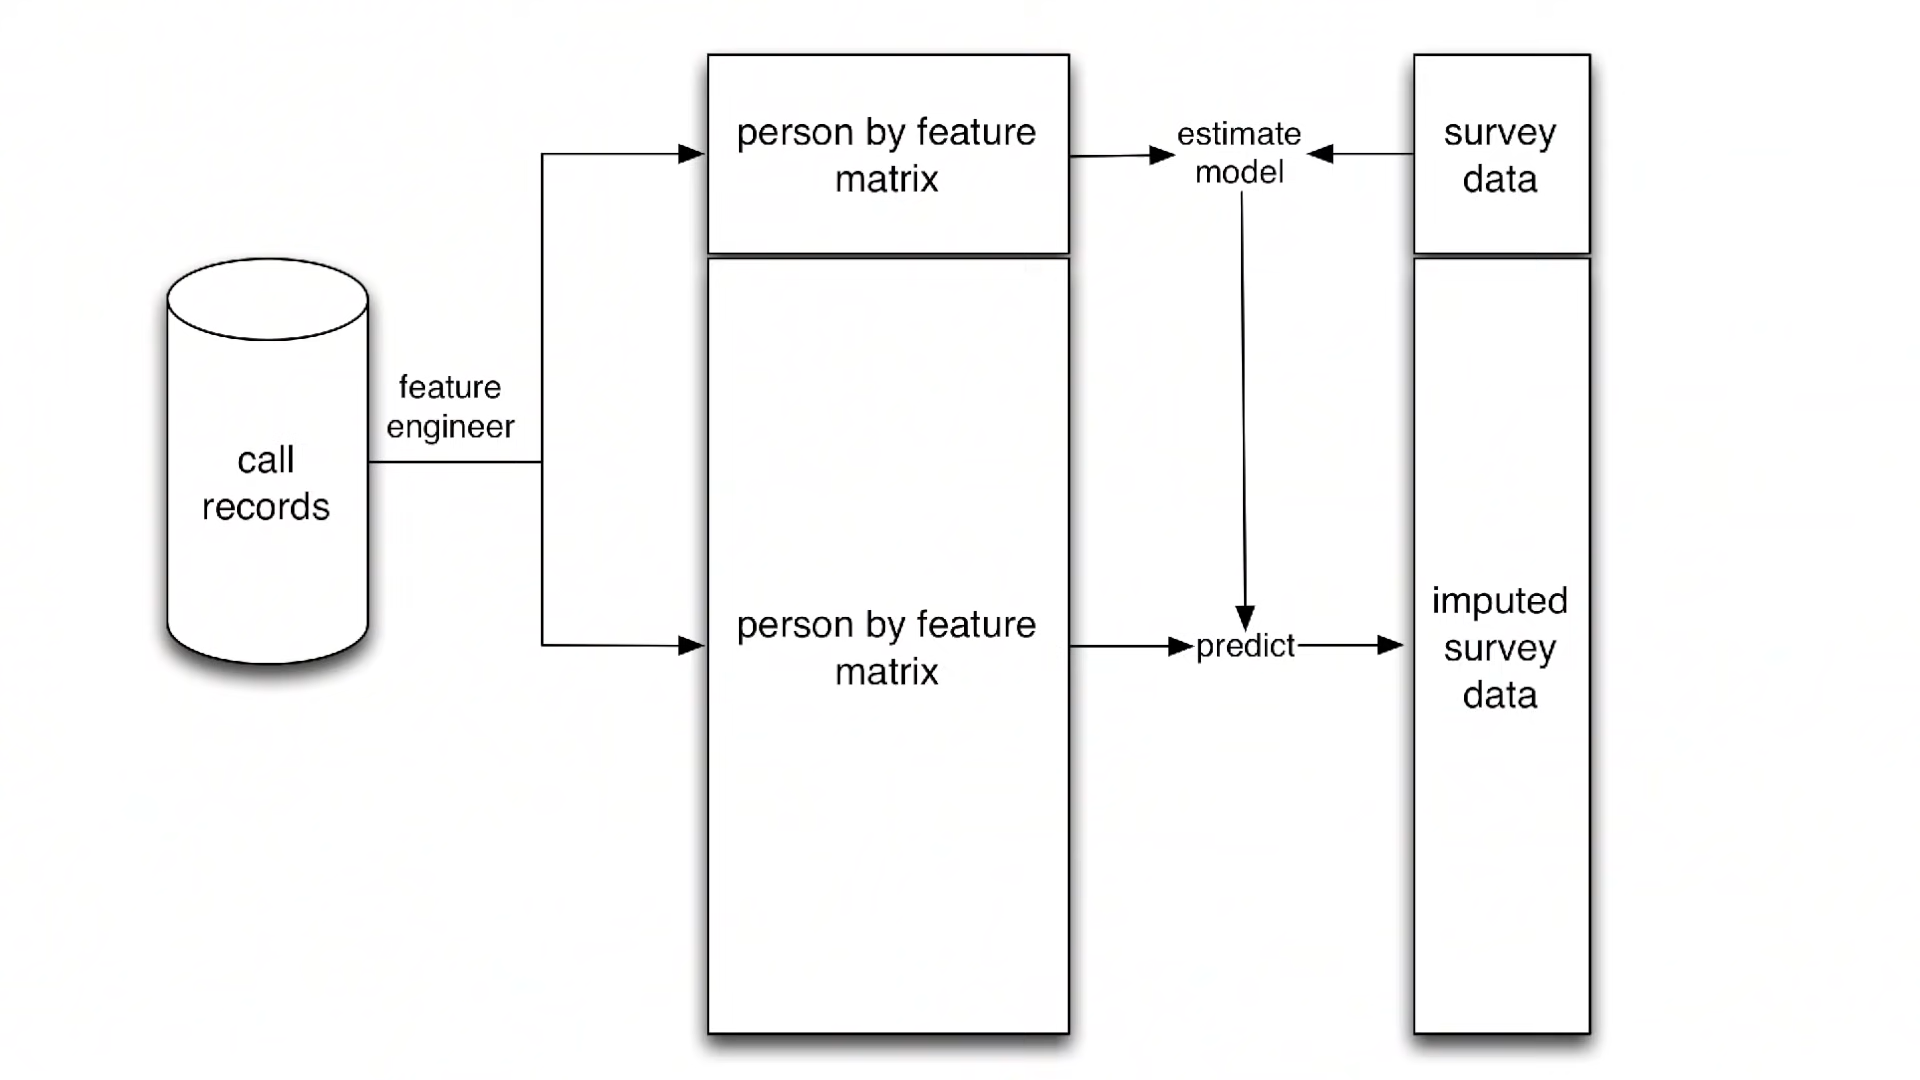 person by feature
matrix
estimate
model
survey
data
feature
engineer
call
records
person by feature
matrix
predict
imputed
survey
data